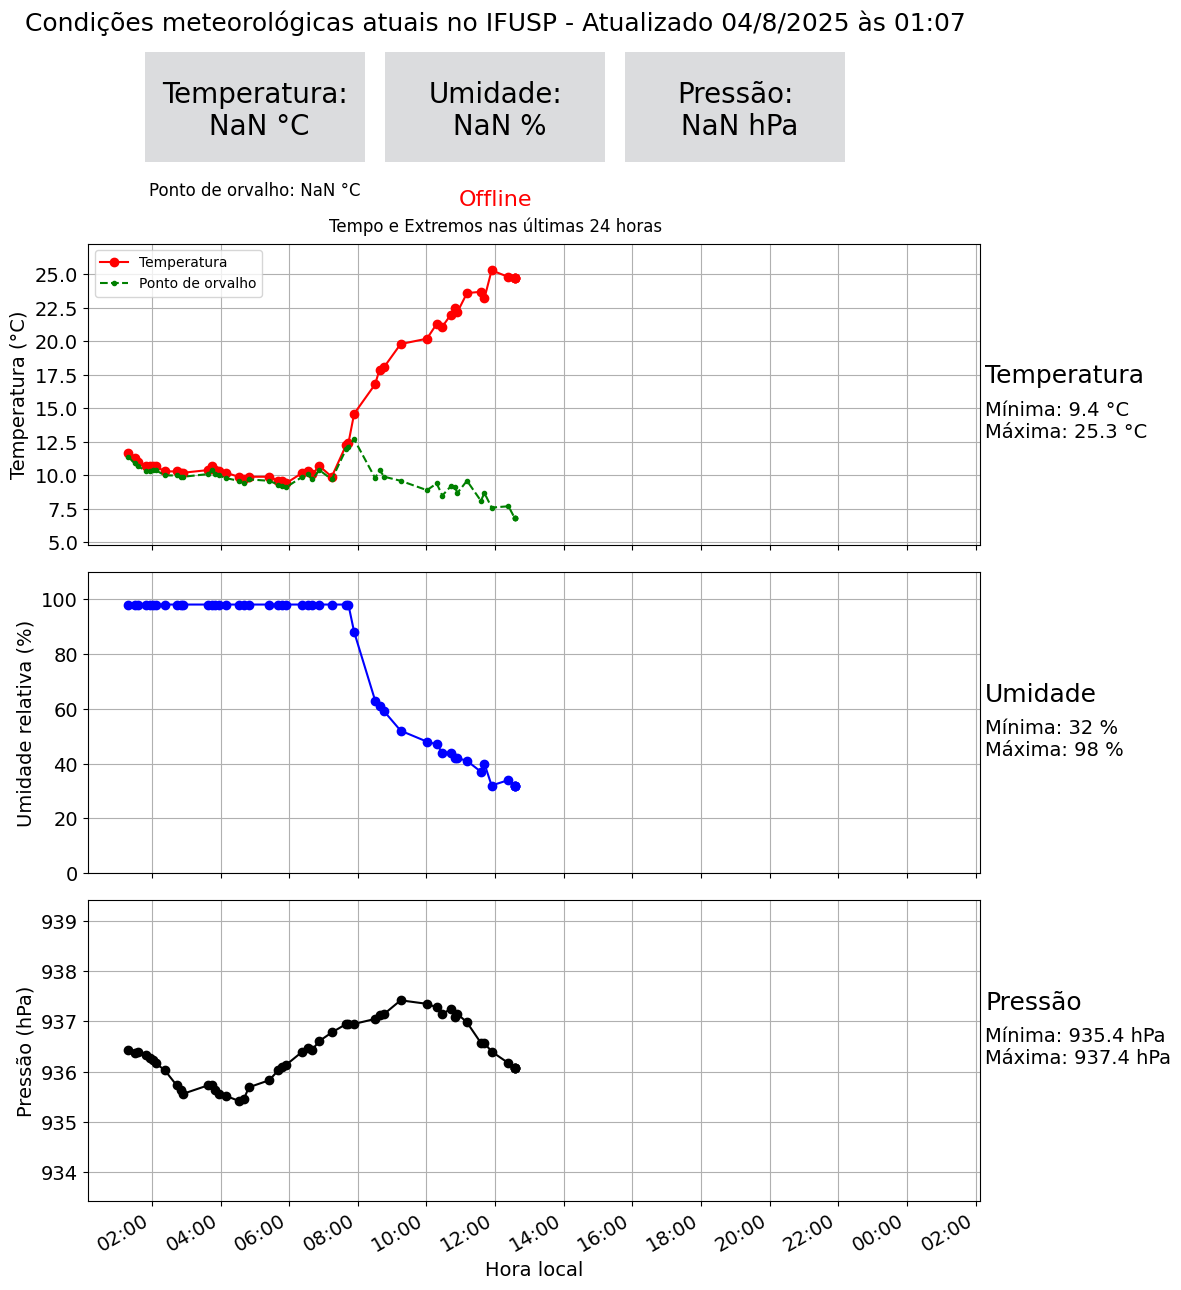 Condições meteorológicas atuais no IFUSP - Atualizado 04/8/2025 às 01:07
Temperatura:
NaN °C
Umidade:
NaN %
Pressão:
NaN hPa
Ponto de orvalho: NaN °C
Offline
Tempo e Extremos nas últimas 24 horas
Temperatura
Ponto de orvalho
Temperatura (°C)
25.0
22.5
20.0
17.5
15.0
12.5
10.0
7.5
5.0
Temperatura
Mínima: 9.4 °C
Máxima: 25.3 °C
Umidade relativa (%)
100
80
60
40
20
0
Umidade
Mínima: 32 %
Máxima: 98 %
Pressão (hPa)
939
938
937
936
935
934
Pressão
Mínima: 935.4 hPa
Máxima: 937.4 hPa
02:00 04:00 06:00 08:00 10:00 12:00 14:00 16:00 18:00 20:00 22:00 00:00 02:00
Hora local